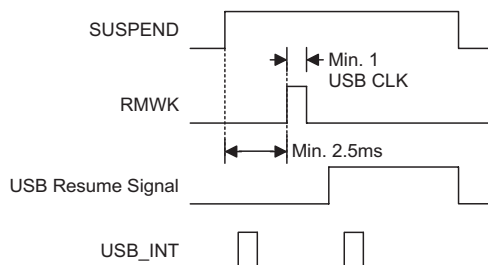 SUSPEND
Min. 1
USB CLK
RMWK
Min. 2.5ms
USB Resume Signal
USB_INT